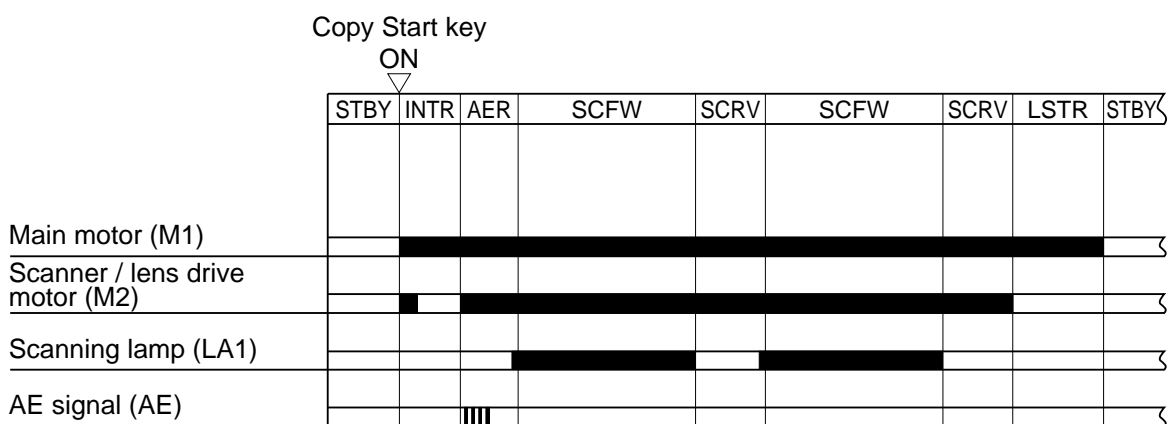 Copy Start key
ON
STBY INTR AER SCFW SCRV SCFW SCRV LSTR STBY
Main motor (M1)
Scanner / lens drive
motor (M2)
Scanning lamp (LA1)
AE signal (AE)